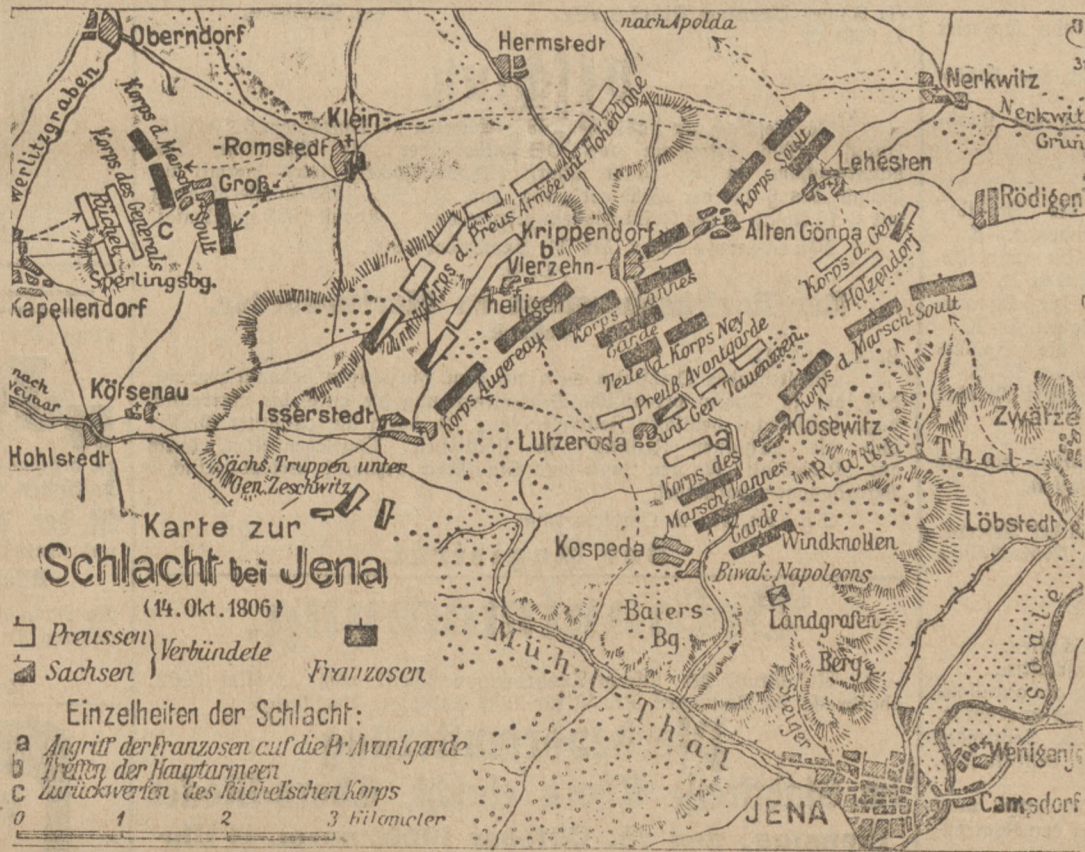 nach Apolda
Oberndorf
Hermstedt
Nerkwitz
Nerkwitz
Grun
Werlitzgraben
Korps d. Marsch.
Soult
Korps des Generals
Rüchel
c
Sperlingsbg.
Kapellendorf
Klein-
-Romstedt
Groß-
Korps d. Preus. Armee unt. Hohenlohe
Krippendorf
b
Vierzehn-
heiligen
Korps Soult
Lehesten
Rödigen
Alten Gönna
Korps d. Gen.
Holzendorf
Korps Lannes
Garde
Teile d. Korps Ney
Korps Augereau
Preuß. Avantgarde
unt. Gen. Tauenzien
Korps d. Marsch. Soult
nach
Weimar
Kötsenau
Hohlstedt
Isserstedt
Sächs. Truppen unter
Gen. Zeschwitz
Lützeroda
a
Klosewitz
Zwätze
Rauh Thal
Korps des
Marsch. Lannes
Garde
Windknollen
Löbstedt
Kospeda
Biwak Napoleons
Landgrafen
Berg
Baiers-
Bg.
Steiger
Saale
Mühl-Thal
Wenigenje
Camsdorf
JENA
Karte zur
Schlacht bei Jena
(14. Okt. 1806)
Preussen
Sachsen
Verbündete
Franzosen
Einzelheiten der Schlacht:
a Angriff der Franzosen auf die Pr. Avantgarde
b Treffen der Hauptarmeen
c Zurückwerfen des Rüchel'schen Korps
0 1 2 3 Kilometer